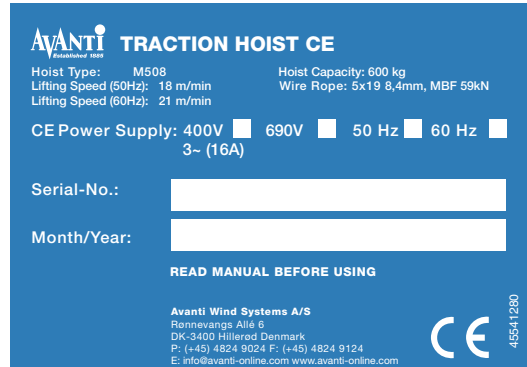 AVANTI TRACTION HOIST CE
Established 1885
Hoist Type: M508 Hoist Capacity: 600 kg
Lifting Speed (50Hz): 18 m/min Wire Rope: 5x19 8,4mm, MBF 59kN
Lifting Speed (60Hz): 21 m/min
CE Power Supply: 400V 690V 50 Hz 60 Hz
3~ (16A)
Serial-No.:
Month/Year:
READ MANUAL BEFORE USING
Avanti Wind Systems A/S
Rønnevangs Allé 6
DK-3400 Hillerød Denmark
P: (+45) 4824 9024 F: (+45) 4824 9124
E: info@avanti-online.com www.avanti-online.com
CE
45541280